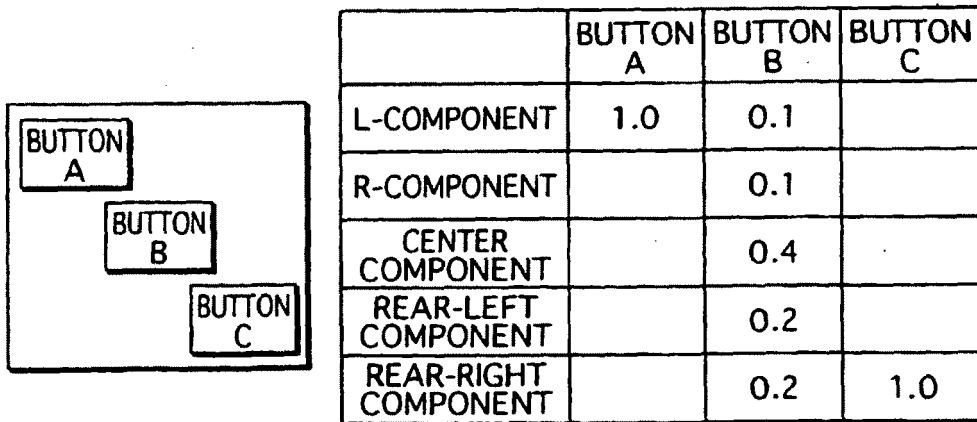 BUTTON
A
BUTTON
B
BUTTON
C
BUTTON BUTTON BUTTON
A B C
L-COMPONENT 1.0 0.1
R-COMPONENT 0.1
CENTER
COMPONENT 0.4
REAR-LEFT
COMPONENT 0.2
REAR-RIGHT
COMPONENT 0.2 1.0